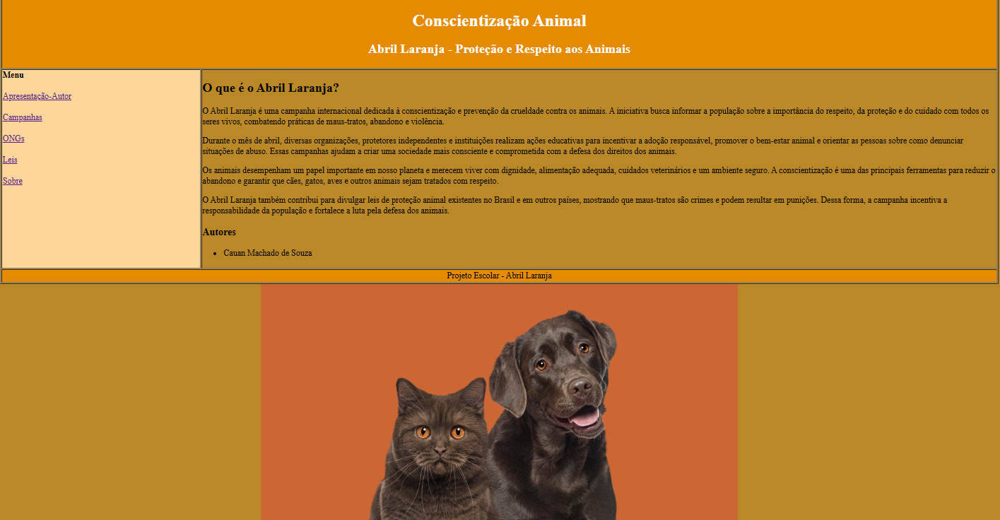 Conscientização Animal
Abril Laranja - Proteção e Respeito aos Animais
Menu
Apresentação-Autor
Campanhas
ONGs
Leis
Sobre
O que é o Abril Laranja?
O Abril Laranja é uma campanha internacional dedicada à conscientização e prevenção da crueldade contra os animais. A iniciativa busca informar a população sobre a importância do respeito, da proteção e do cuidado com todos os
seres vivos, combatendo práticas de maus-tratos, abandono e violência.
Durante o mês de abril, diversas organizações, protetores independentes e instituições realizam ações educativas para incentivar a adoção responsável, promover o bem-estar animal e orientar as pessoas sobre como denunciar
situações de abuso. Essas campanhas ajudam a criar uma sociedade mais consciente e comprometida com a defesa dos direitos dos animais.
Os animais desempenham um papel importante em nosso planeta e merecem viver com dignidade, alimentação adequada, cuidados veterinários e um ambiente seguro. A conscientização é uma das principais ferramentas para reduzir o
abandono e garantir que cães, gatos, aves e outros animais sejam tratados com respeito.
O Abril Laranja também contribui para divulgar leis de proteção animal existentes no Brasil e em outros países, mostrando que maus-tratos são crimes e podem resultar em punições. Dessa forma, a campanha incentiva a
responsabilidade da população e fortalece a luta pela defesa dos animais.
Autores
• Cauan Machado de Souza
Projeto Escolar - Abril Laranja